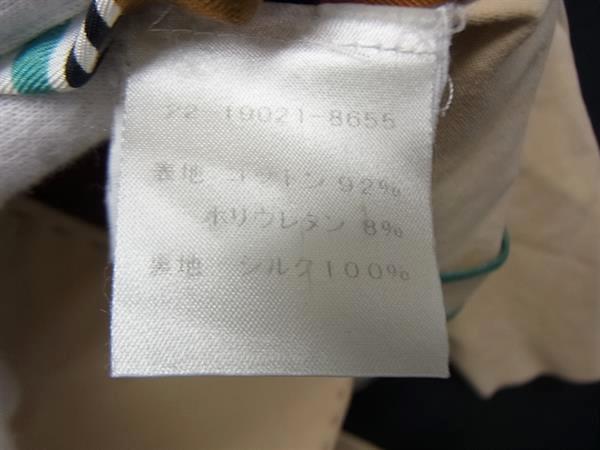 22 19021-8655
表地 コットン 92%
ポリウレタン 8%
裏地 シルク100%